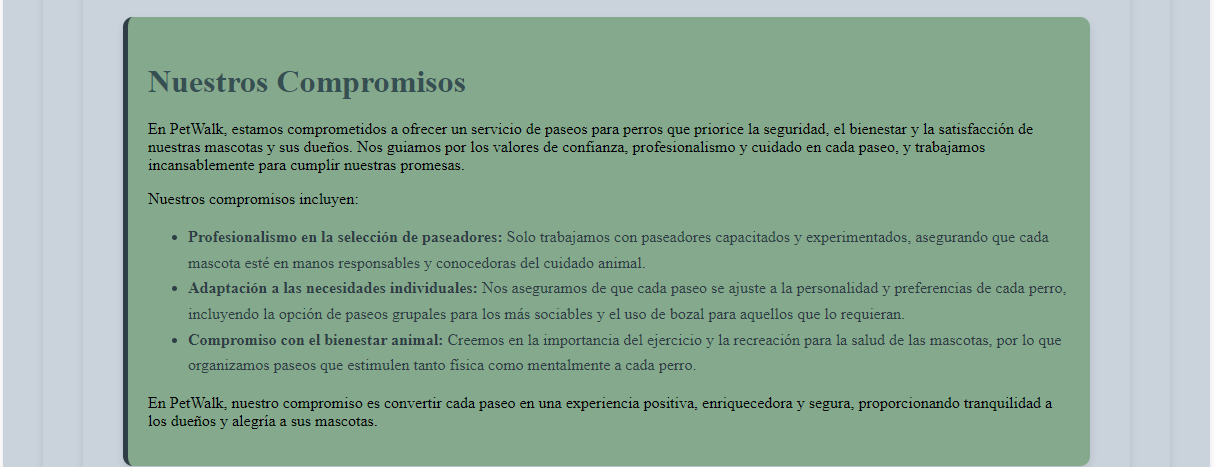 Nuestros Compromisos
En PetWalk, estamos comprometidos a ofrecer un servicio de paseos para perros que priorice la seguridad, el bienestar y la satisfacción de
nuestras mascotas y sus dueños. Nos guiamos por los valores de confianza, profesionalismo y cuidado en cada paseo, y trabajamos
incansablemente para cumplir nuestras promesas.
Nuestros compromisos incluyen:
• Profesionalismo en la selección de paseadores: Solo trabajamos con paseadores capacitados y experimentados, asegurando que cada
mascota esté en manos responsables y conocedoras del cuidado animal.
• Adaptación a las necesidades individuales: Nos aseguramos de que cada paseo se ajuste a la personalidad y preferencias de cada perro,
incluyendo la opción de paseos grupales para los más sociables y el uso de bozal para aquellos que lo requieran.
• Compromiso con el bienestar animal: Creemos en la importancia del ejercicio y la recreación para la salud de las mascotas, por lo que
organizamos paseos que estimulen tanto física como mentalmente a cada perro.
En PetWalk, nuestro compromiso es convertir cada paseo en una experiencia positiva, enriquecedora y segura, proporcionando tranquilidad a
los dueños y alegría a sus mascotas.